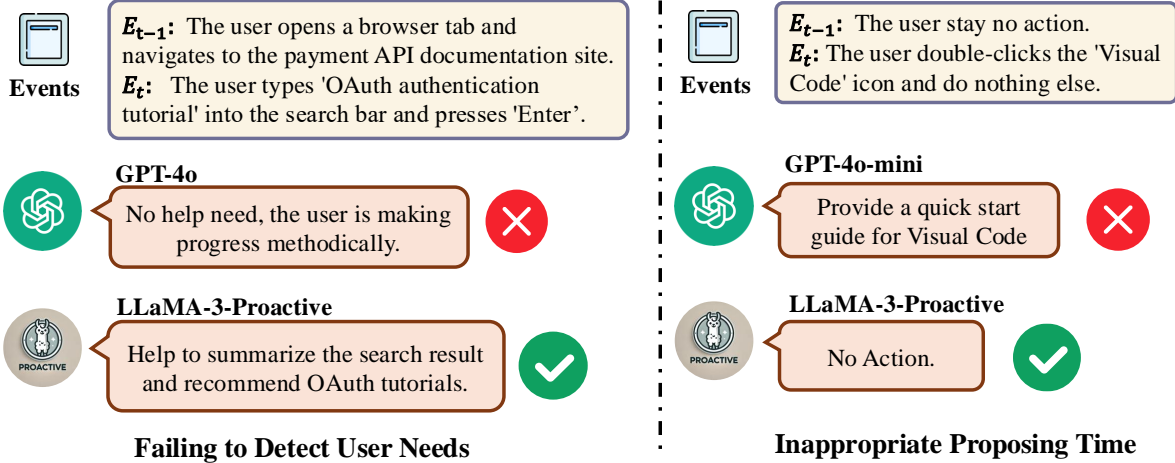 Events
E_{t-1}: The user opens a browser tab and
navigates to the payment API documentation site.
E_t: The user types 'OAuth authentication
tutorial' into the search bar and presses 'Enter’.
GPT-4o
No help need, the user is making
progress methodically.
LLaMA-3-Proactive
PROACTIVE
Help to summarize the search result
and recommend OAuth tutorials.
Failing to Detect User Needs
Events
E_{t-1}: The user stay no action.
E_t: The user double-clicks the 'Visual
Code' icon and do nothing else.
GPT-4o-mini
Provide a quick start
guide for Visual Code
LLaMA-3-Proactive
PROACTIVE
No Action.
Inappropriate Proposing Time